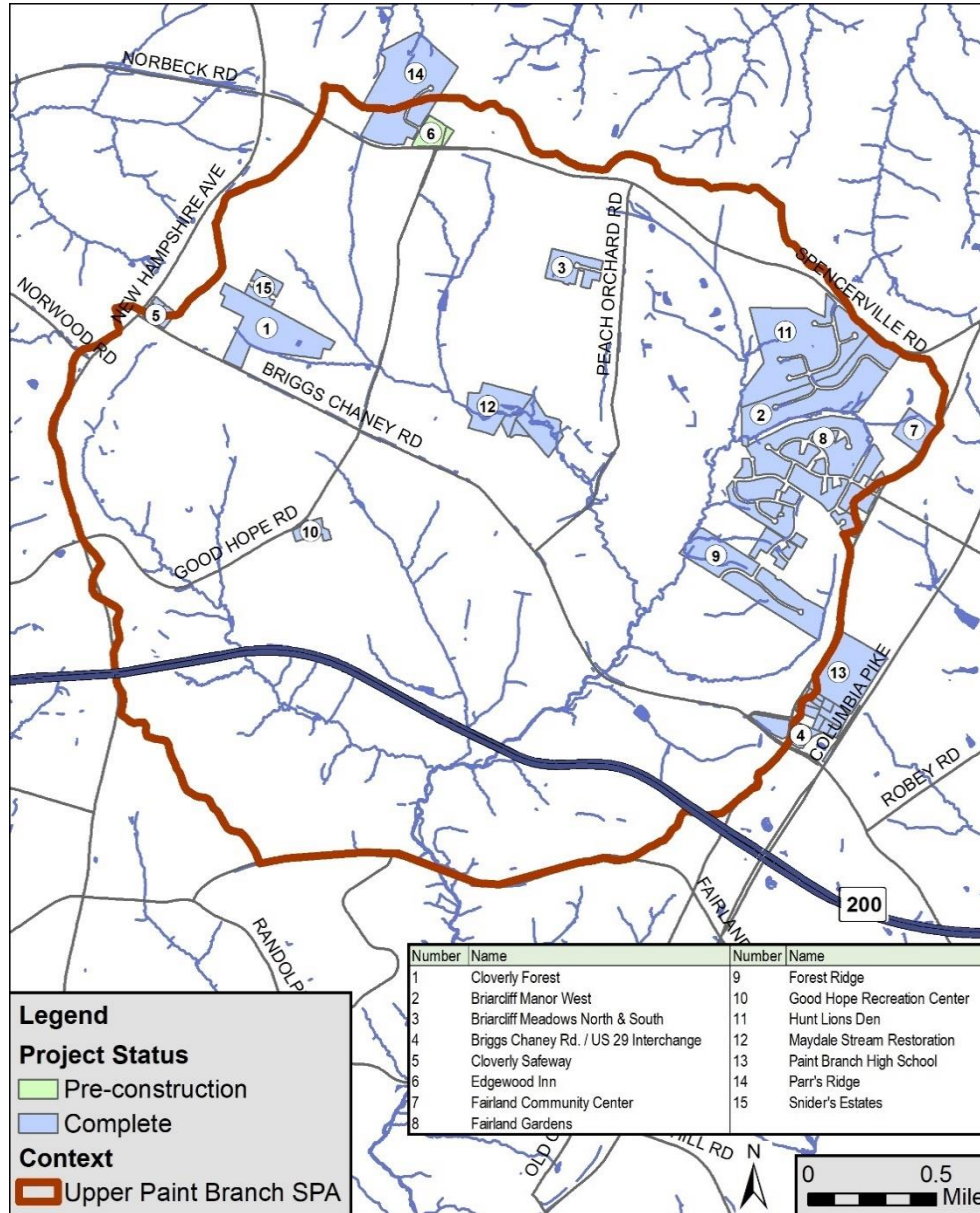 NORBECK RD
14
6
NEW HAMPSHIRE AVE
PEACH ORCHARD RD
3
SPENCERVILLE RD
15
NORWOOD RD
5
1
11
BRIGGS CHANEY RD
12
2
7
8
GOOD HOPE RD
10
9
13
COLUMBIA PIKE
4
ROBEY RD
200
FAIRLAND
RANDOLP
Number Name Number Name
1 Cloverly Forest 9 Forest Ridge
2 Briarcliff Manor West 10 Good Hope Recreation Center
3 Briarcliff Meadows North & South 11 Hunt Lions Den
4 Briggs Chaney Rd. / US 29 Interchange 12 Maydale Stream Restoration
5 Cloverly Safeway 13 Paint Branch High School
6 Edgewood Inn 14 Parr's Ridge
7 Fairland Community Center 15 Snider's Estates
8 Fairland Gardens
Legend
Project Status
Pre-construction
Complete
Context
Upper Paint Branch SPA
HILL RD
N
0 0.5
Mile